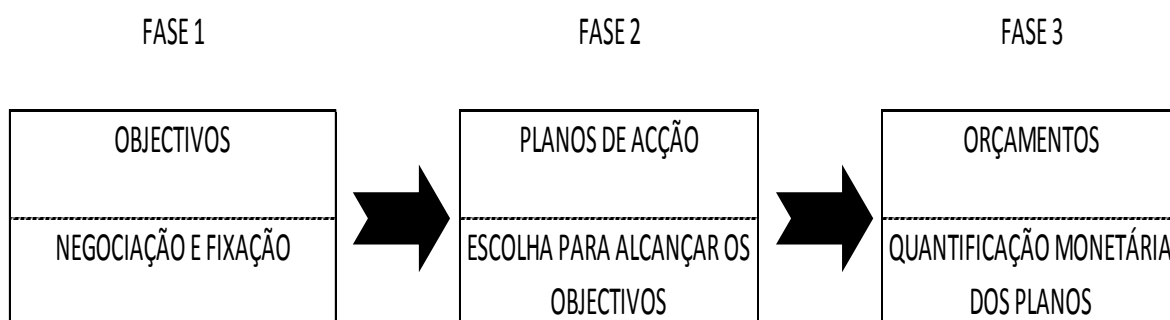 FASE 1
FASE 2
FASE 3
OBJECTIVOS
NEGOCIAÇÃO E FIXAÇÃO
PLANOS DE ACÇÃO
ESCOLHA PARA ALCANÇAR OS
OBJECTIVOS
ORÇAMENTOS
QUANTIFICAÇÃO MONETÁRIA
DOS PLANOS